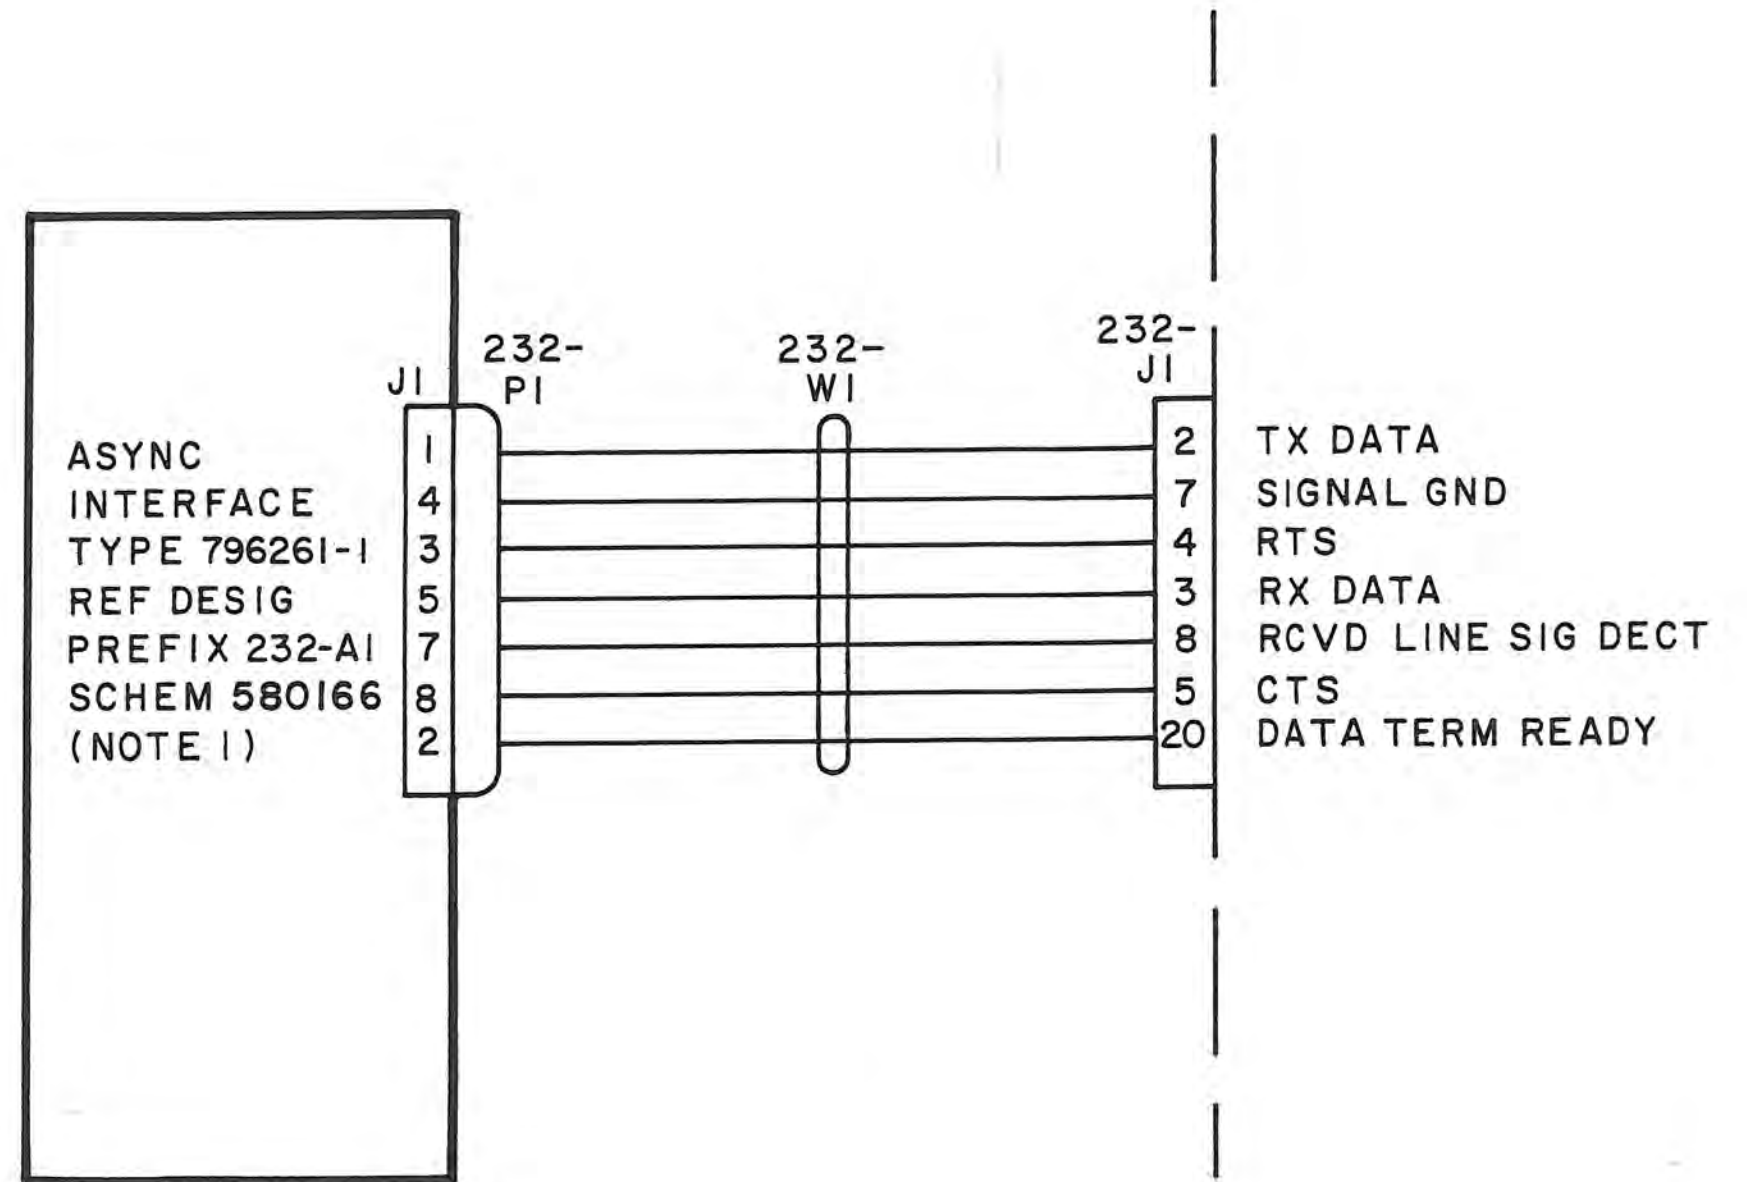 232-
J1
232-
P1
232-
W1
J1
ASYNC
INTERFACE
TYPE 796261-1
REF DESIG
PREFIX 232-A1
SCHEM 580166
(NOTE 1)
1
4
3
5
7
8
2
2
7
4
3
8
5
20
TX DATA
SIGNAL GND
RTS
RX DATA
RCVD LINE SIG DECT
CTS
DATA TERM READY